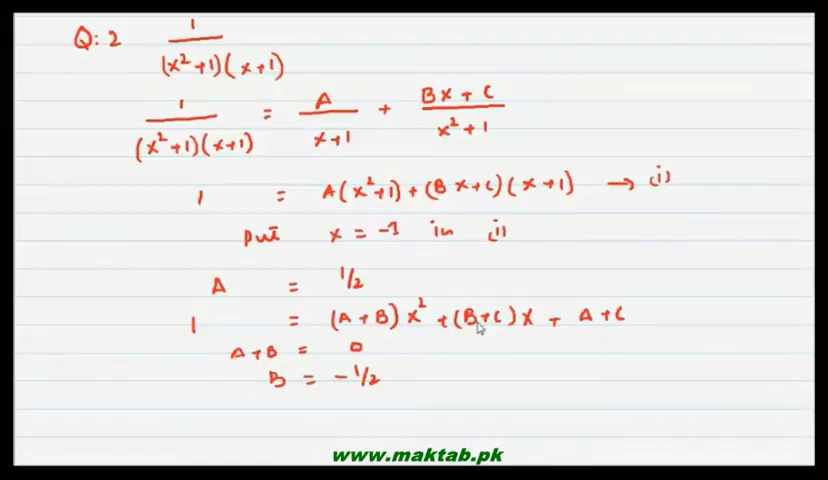 Q: 2 1/(x²+1)(x+1)
1/(x²+1)(x+1) = A/x+1 + Bx+C/x²+1
1 = A(x²+1)+(Bx+C)(x+1) → (i)
put x = -1 in (i)
A = 1/2
1 = (A+B)x²+(B+C)x + A+C
A+B = 0
B = -1/2
www.maktab.pk